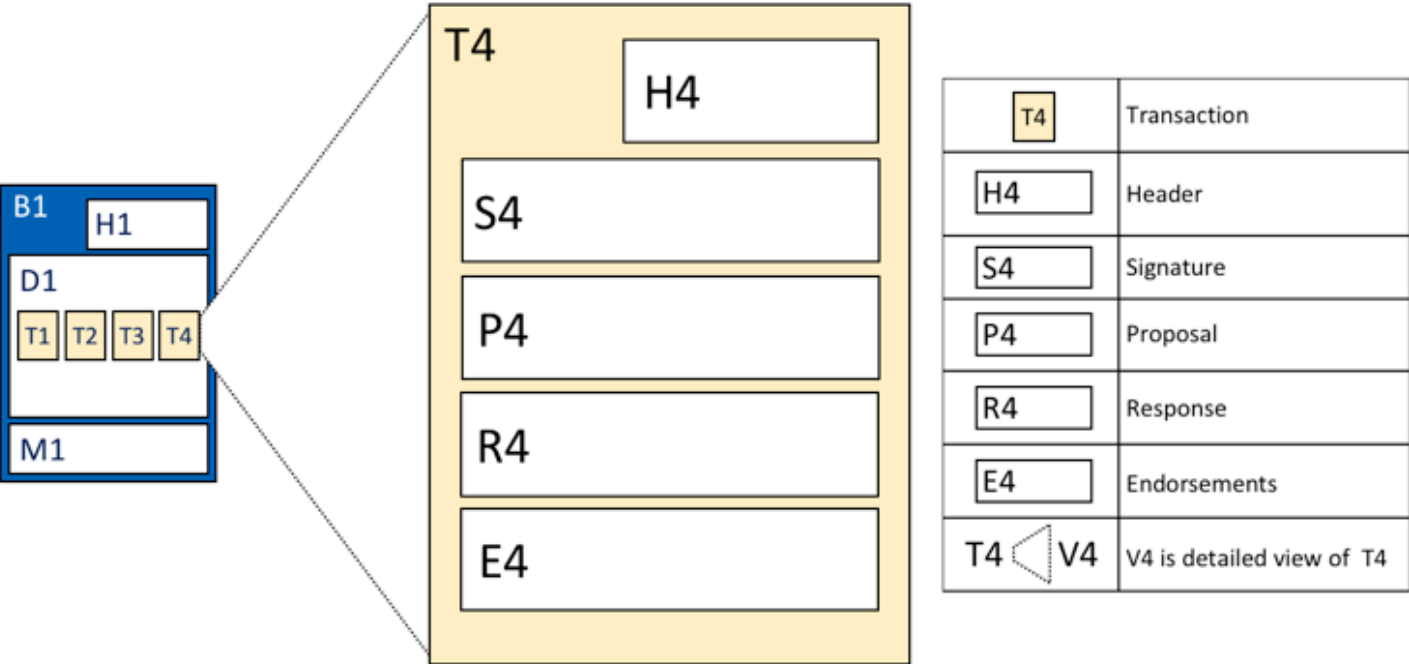 B1
H1
D1
T1 T2 T3 T4
M1
T4
H4
S4
P4
R4
E4
T4 Transaction
H4 Header
S4 Signature
P4 Proposal
R4 Response
E4 Endorsements
T4 V4 V4 is detailed view of T4